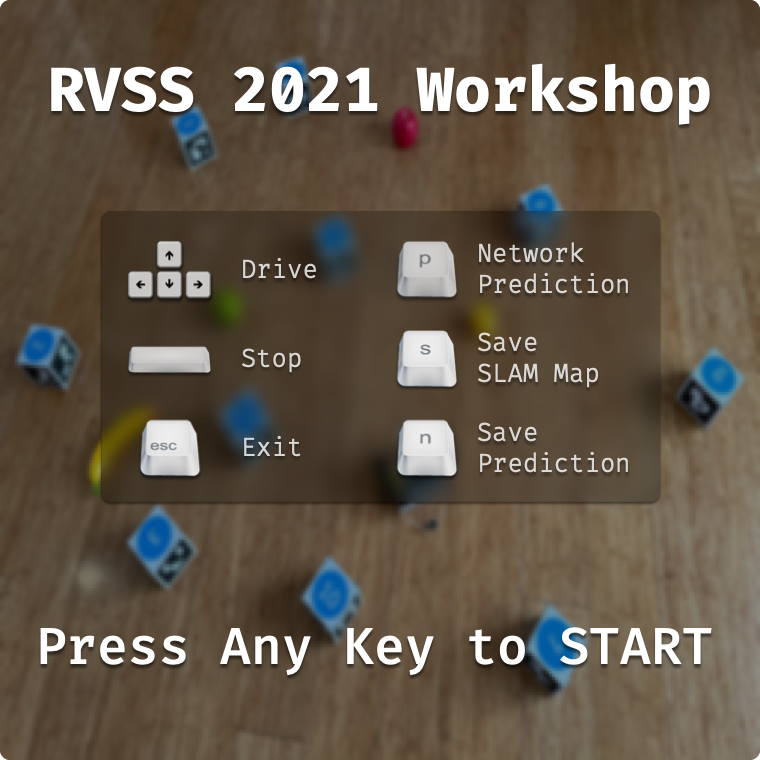 RVSS 2021 Workshop
Drive
Stop
esc
Exit
p
Network
Prediction
s
Save
SLAM Map
n
Save
Prediction
Press Any Key to START